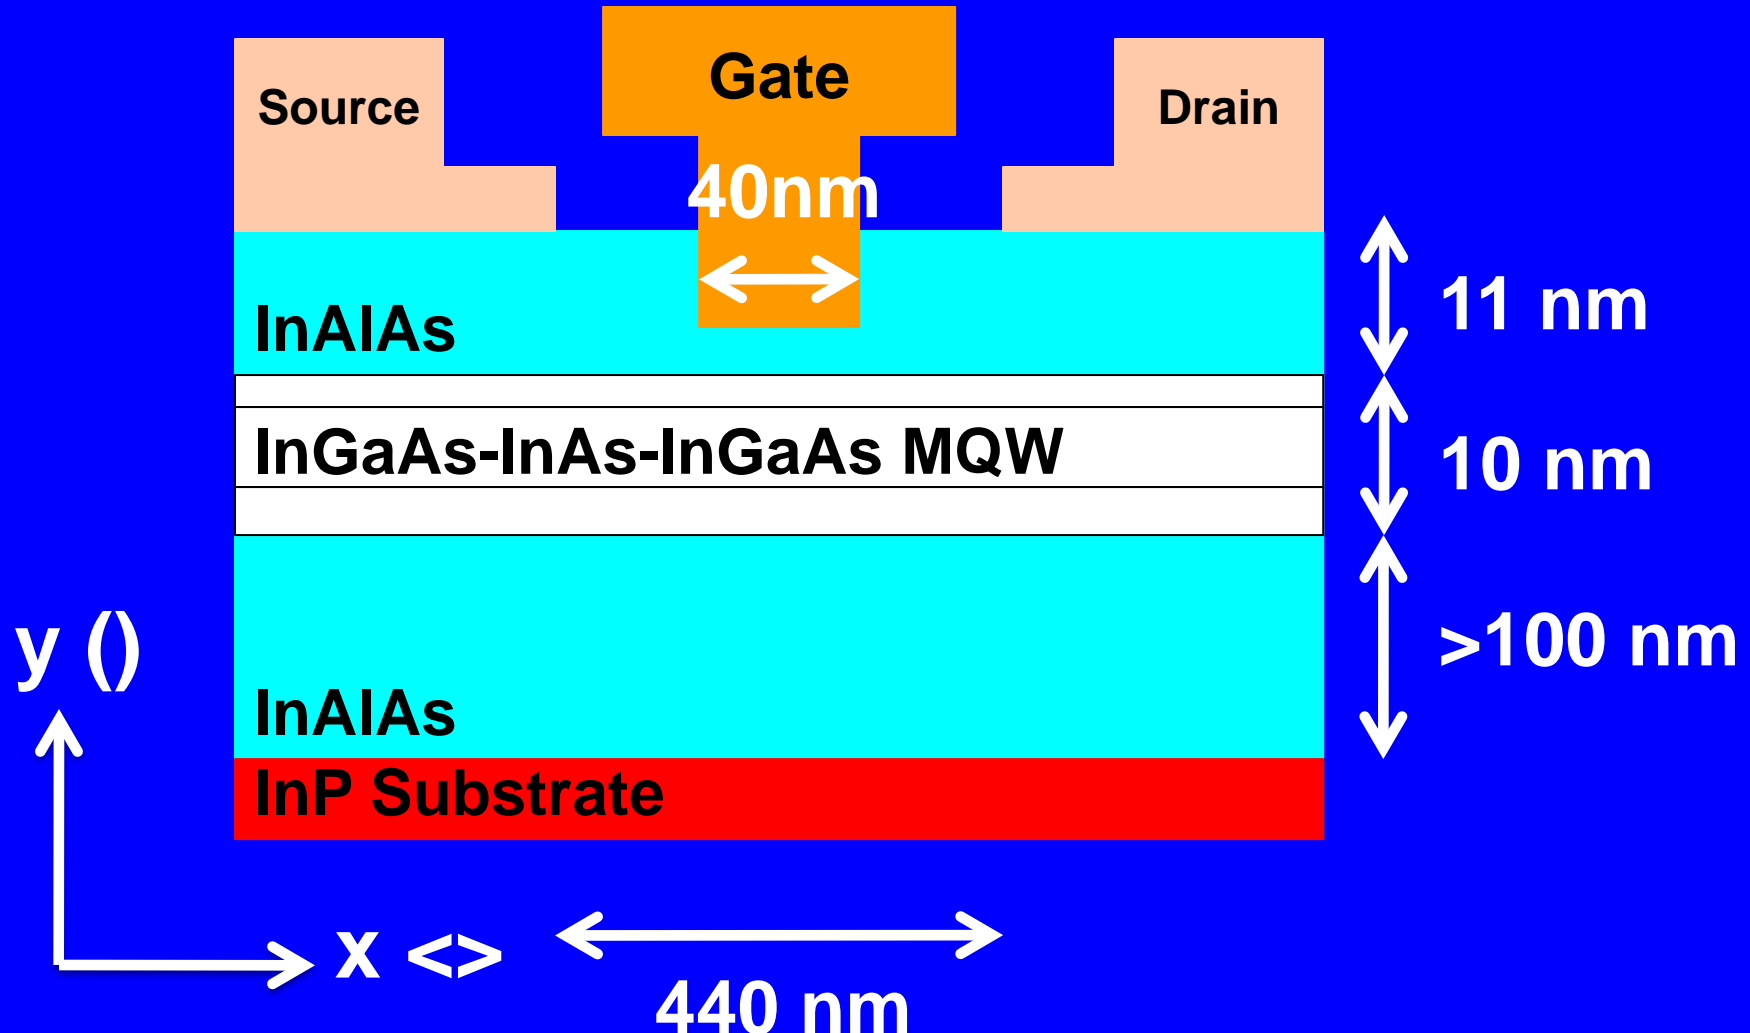 Gate
Source
Drain
40nm
InAlAs
11 nm
InGaAs-InAs-InGaAs MQW
10 nm
y ()
>100 nm
InAlAs
InP Substrate
x <>
440 nm